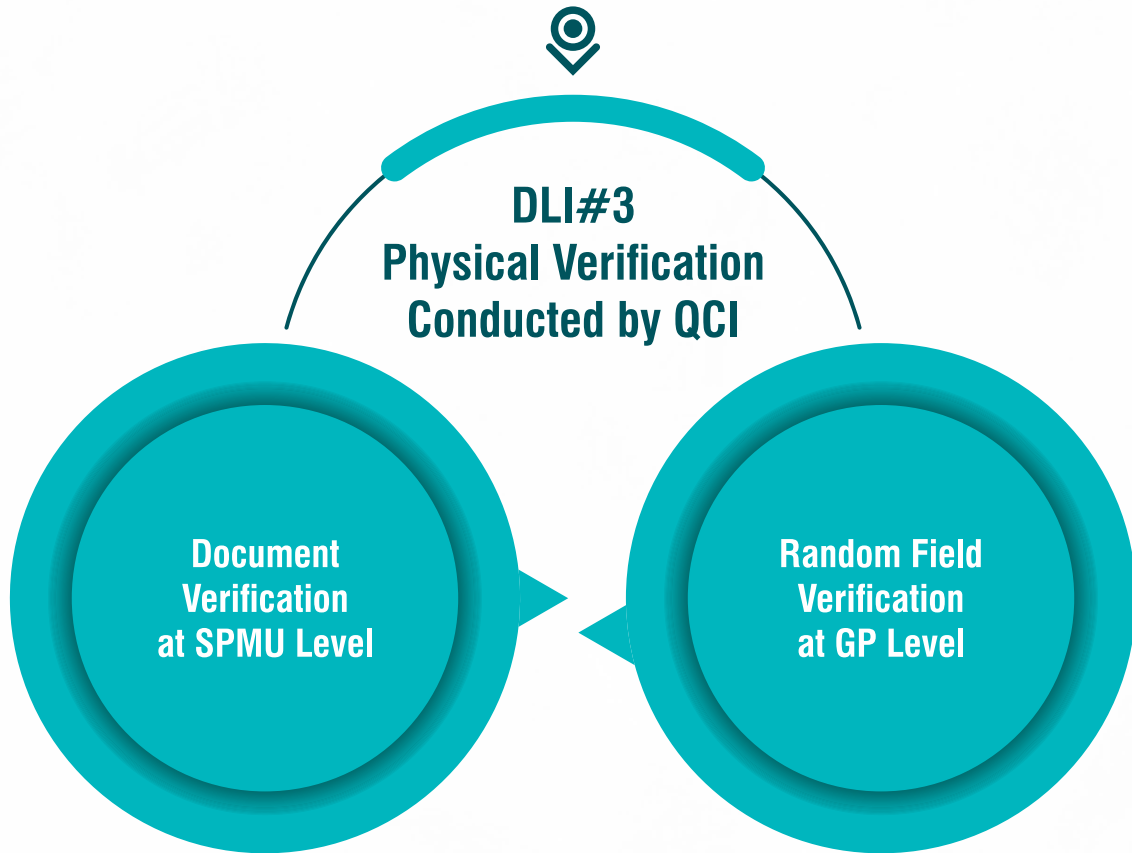 DLI#3
Physical Verification
Conducted by QCI
Document
Verification
at SPMU Level
Random Field
Verification
at GP Level